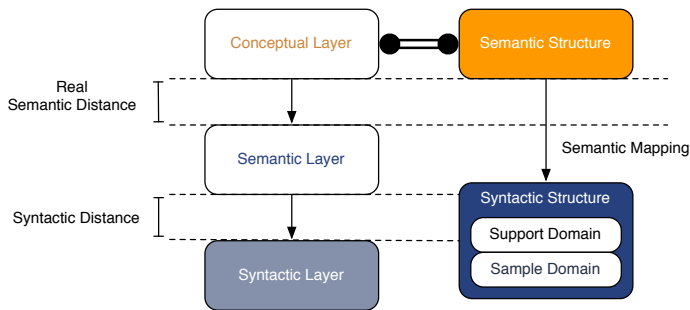 Conceptual Layer
Semantic Structure
Real
Semantic Distance
Semantic Layer
Semantic Mapping
Syntactic Distance
Syntactic Structure
Support Domain
Syntactic Layer
Sample Domain